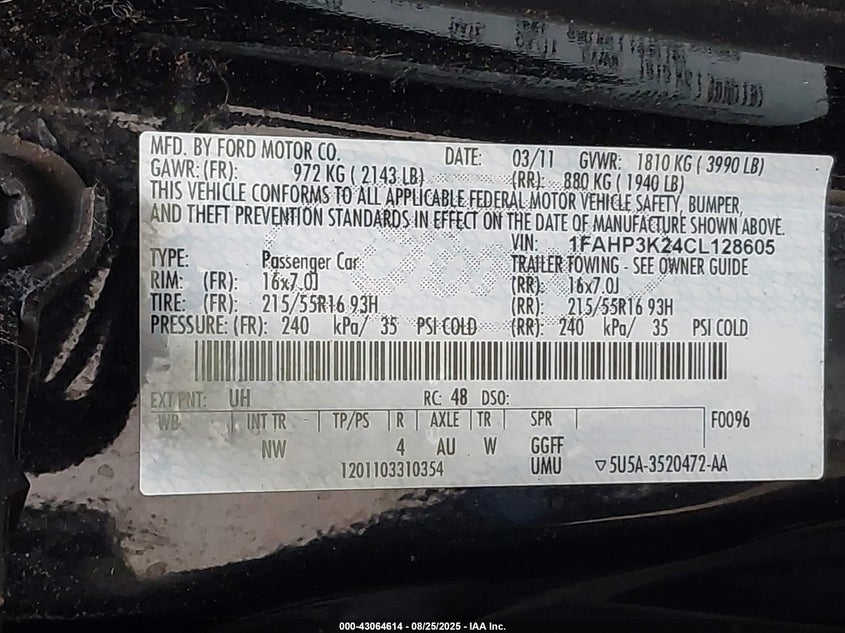 MFD. BY FORD MOTOR CO. DATE: 03/11 GVWR: 1810 KG ( 3990 LB)
GAWR: (FR): 972 KG ( 2143 LB) (RR): 880 KG ( 1940 LB)
THIS VEHICLE CONFORMS TO ALL APPLICABLE FEDERAL MOTOR VEHICLE SAFETY, BUMPER,
AND THEFT PREVENTION STANDARDS IN EFFECT ON THE DATE OF MANUFACTURE SHOWN ABOVE.
VIN: 1FAHP3K24CL128605
TYPE: Passenger Car TRAILER TOWING - SEE OWNER GUIDE
RIM: (FR): 16x7.0J (RR): 16x7.0J
TIRE: (FR): 215/55R16 93H (RR): 215/55R16 93H
PRESSURE: (FR): 240 kPa/ 35 PSI COLD (RR): 240 kPa/ 35 PSI COLD
EXT PNT: UH RC: 48 DSO:
WB INT TR TP/PS R AXLE TR SPR F0096
NW 4 AU W GGFF
1201103310354 UMU ▽5U5A-3520472-AA
000-43064614 - 08/25/2025 - IAA Inc.